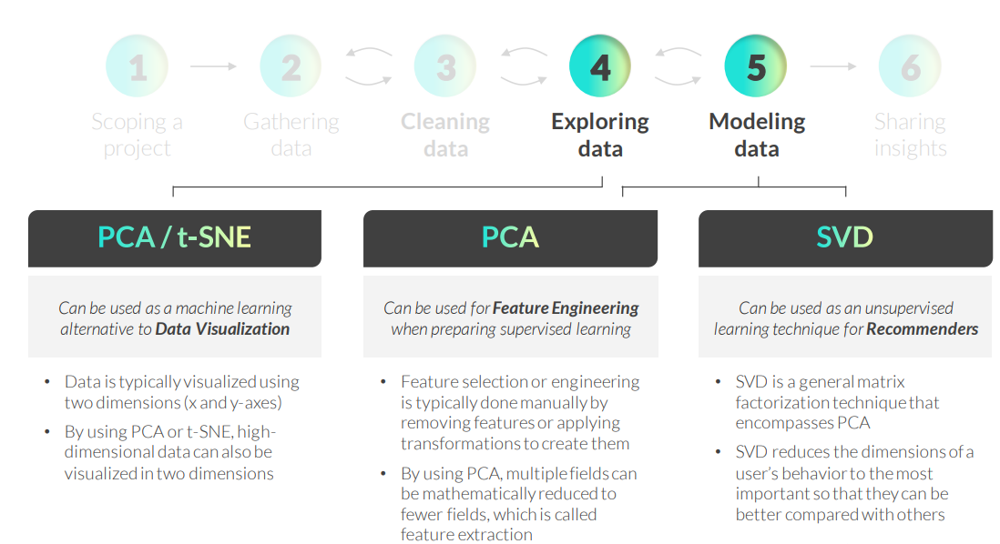 1
2
3
4
5
6
Scoping a
project
Gathering
data
Cleaning
data
Exploring
data
Modeling
data
Sharing
insights
PCA / t-SNE
Can be used as a machine learning
alternative to Data Visualization
• Data is typically visualized using
two dimensions (x and y-axes)
• By using PCA or t-SNE, high-
dimensional data can also be
visualized in two dimensions
PCA
Can be used for Feature Engineering
when preparing supervised learning
• Feature selection or engineering
is typically done manually by
removing features or applying
transformations to create them
• By using PCA, multiple fields can
be mathematically reduced to
fewer fields, which is called
feature extraction
SVD
Can be used as an unsupervised
learning technique for Recommenders
• SVD is a general matrix
factorization technique that
encompasses PCA
• SVD reduces the dimensions of a
user's behavior to the most
important so that they can be
better compared with others